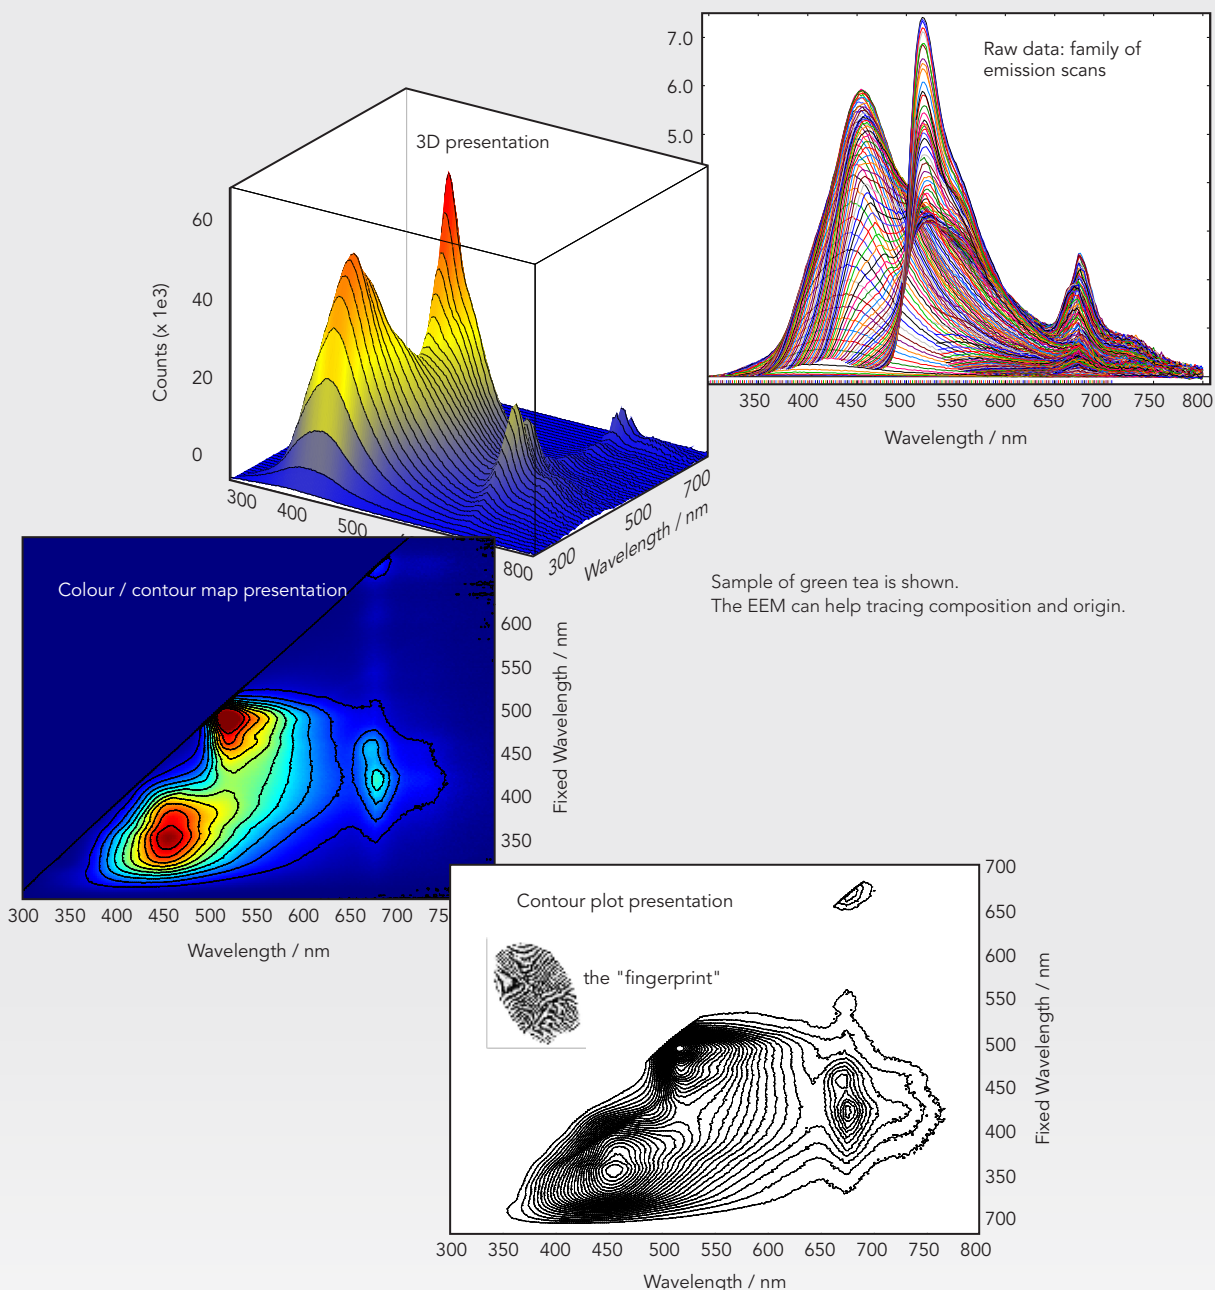 7.0
6.0
5.0
Raw data: family of
emission scans
350 400 450 500 550 600 650 700 750 800
Wavelength / nm
3D presentation
Counts (x 1e3)
60
40
20
0
300 400 500 800
300 500 700
Wavelength / nm
Sample of green tea is shown.
The EEM can help tracing composition and origin.
Colour / contour map presentation
600
550
500
450
400
350
Fixed Wavelength / nm
300 350 400 450 500 550 600 650 700
Wavelength / nm
Contour plot presentation
the "fingerprint"
700
650
600
550
500
450
400
350
700
Fixed Wavelength / nm
300 350 400 450 500 550 600 650 700 750 800
Wavelength / nm